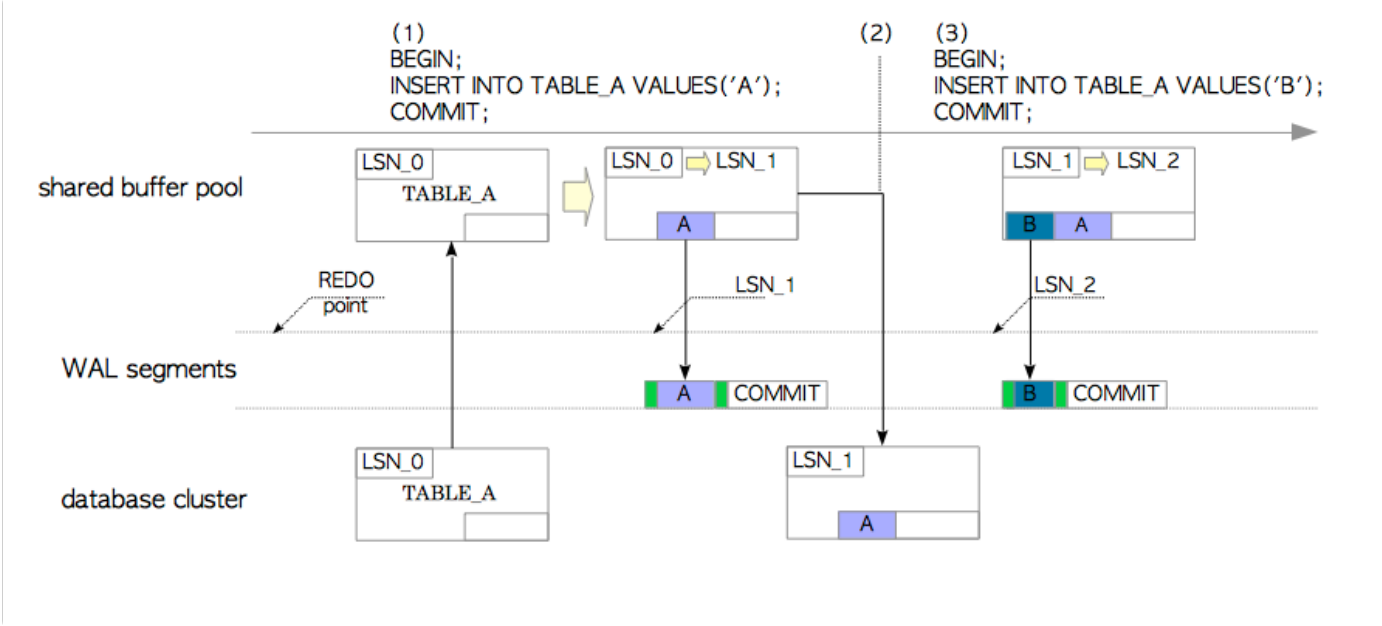 (1)
BEGIN;
INSERT INTO TABLE_A VALUES('A');
COMMIT;
(2)
(3)
BEGIN;
INSERT INTO TABLE_A VALUES('B');
COMMIT;
shared buffer pool
LSN_0
TABLE_A
LSN_0
LSN_1
A
LSN_1
LSN_2
B
A
REDO
point
LSN_1
LSN_2
WAL segments
A
COMMIT
B
COMMIT
database cluster
LSN_0
TABLE_A
LSN_1
A